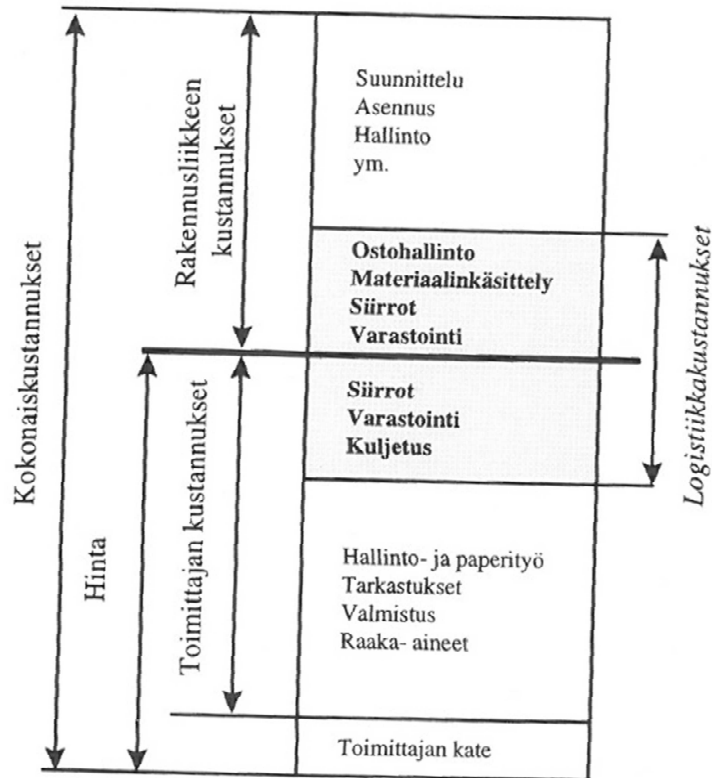 Kokonaiskustannukset
Hinta
Rakennusliikkeen
kustannukset
Toimittajan kustannukset
Suunnittelu
Asennus
Hallinto
ym.
Ostohallinto
Materiaalinkäsittely
Siirrot
Varastointi
Siirrot
Varastointi
Kuljetus
Hallinto- ja paperityö
Tarkastukset
Valmistus
Raaka- aineet
Toimittajan kate
Logistiikkakustannukset